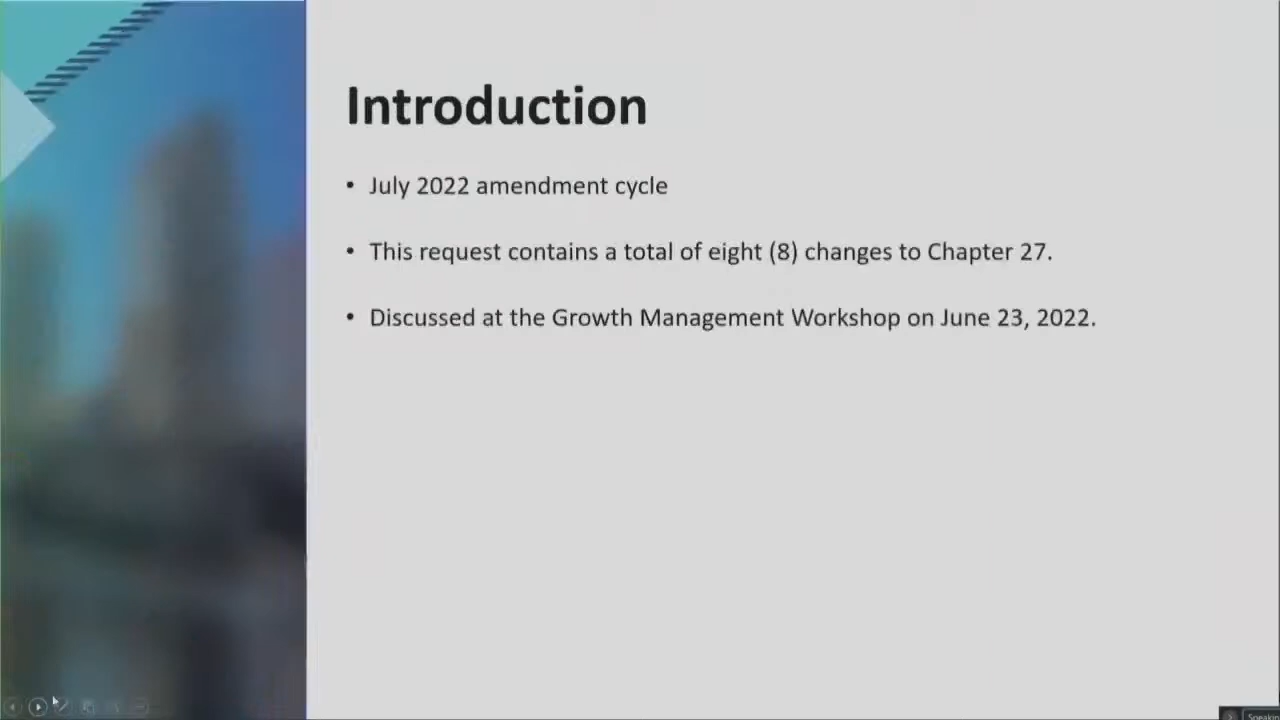 Introduction
• July 2022 amendment cycle
• This request contains a total of eight (8) changes to Chapter 27.
• Discussed at the Growth Management Workshop on June 23, 2022.